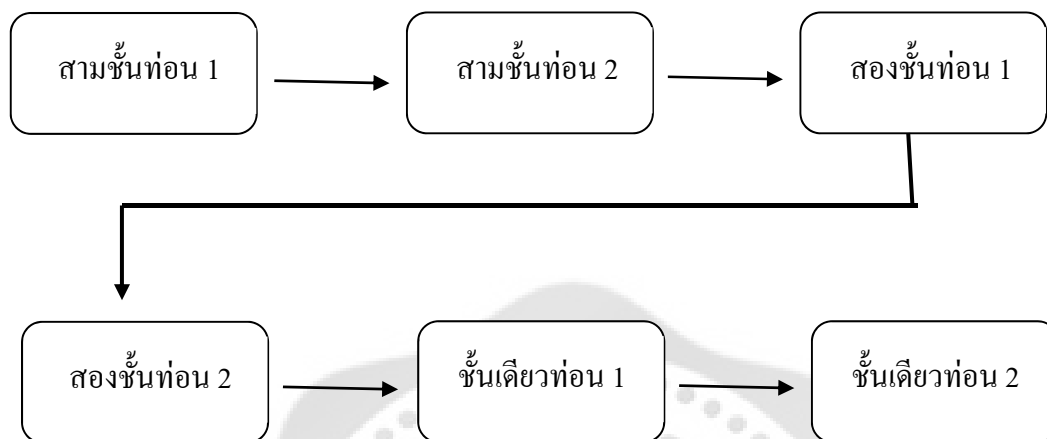 สามชั้นท่อน 1
สามชั้นท่อน 2
สองชั้นท่อน 1
สองชั้นท่อน 2
ชั้นเดียวท่อน 1
ชั้นเดียวท่อน 2